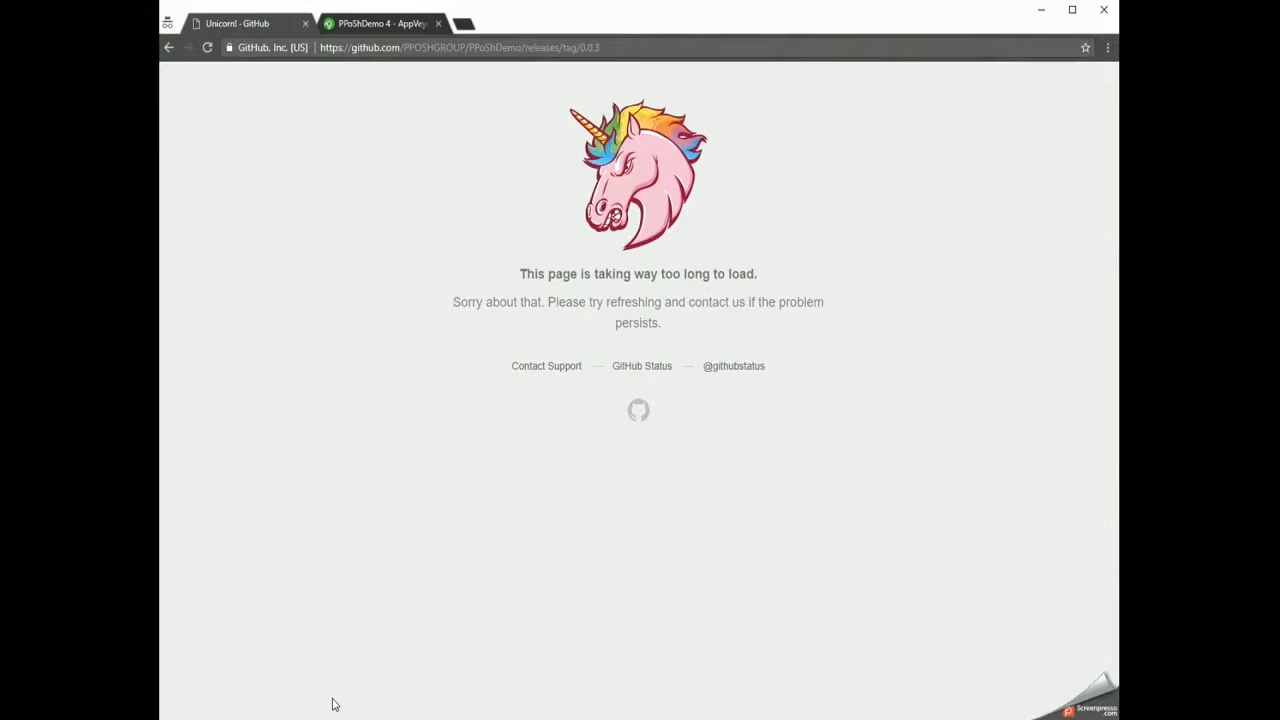 Unicorn! · GitHub
PPoShDemo 4 - AppVey
GitHub, Inc. [US]
https://github.com/PPOSHGROUP/PPoShDemo/releases/tag/0.0.3
This page is taking way too long to load.
Sorry about that. Please try refreshing and contact us if the problem
persists.
Contact Support — GitHub Status — @githubstatus
Screenpresso
.com